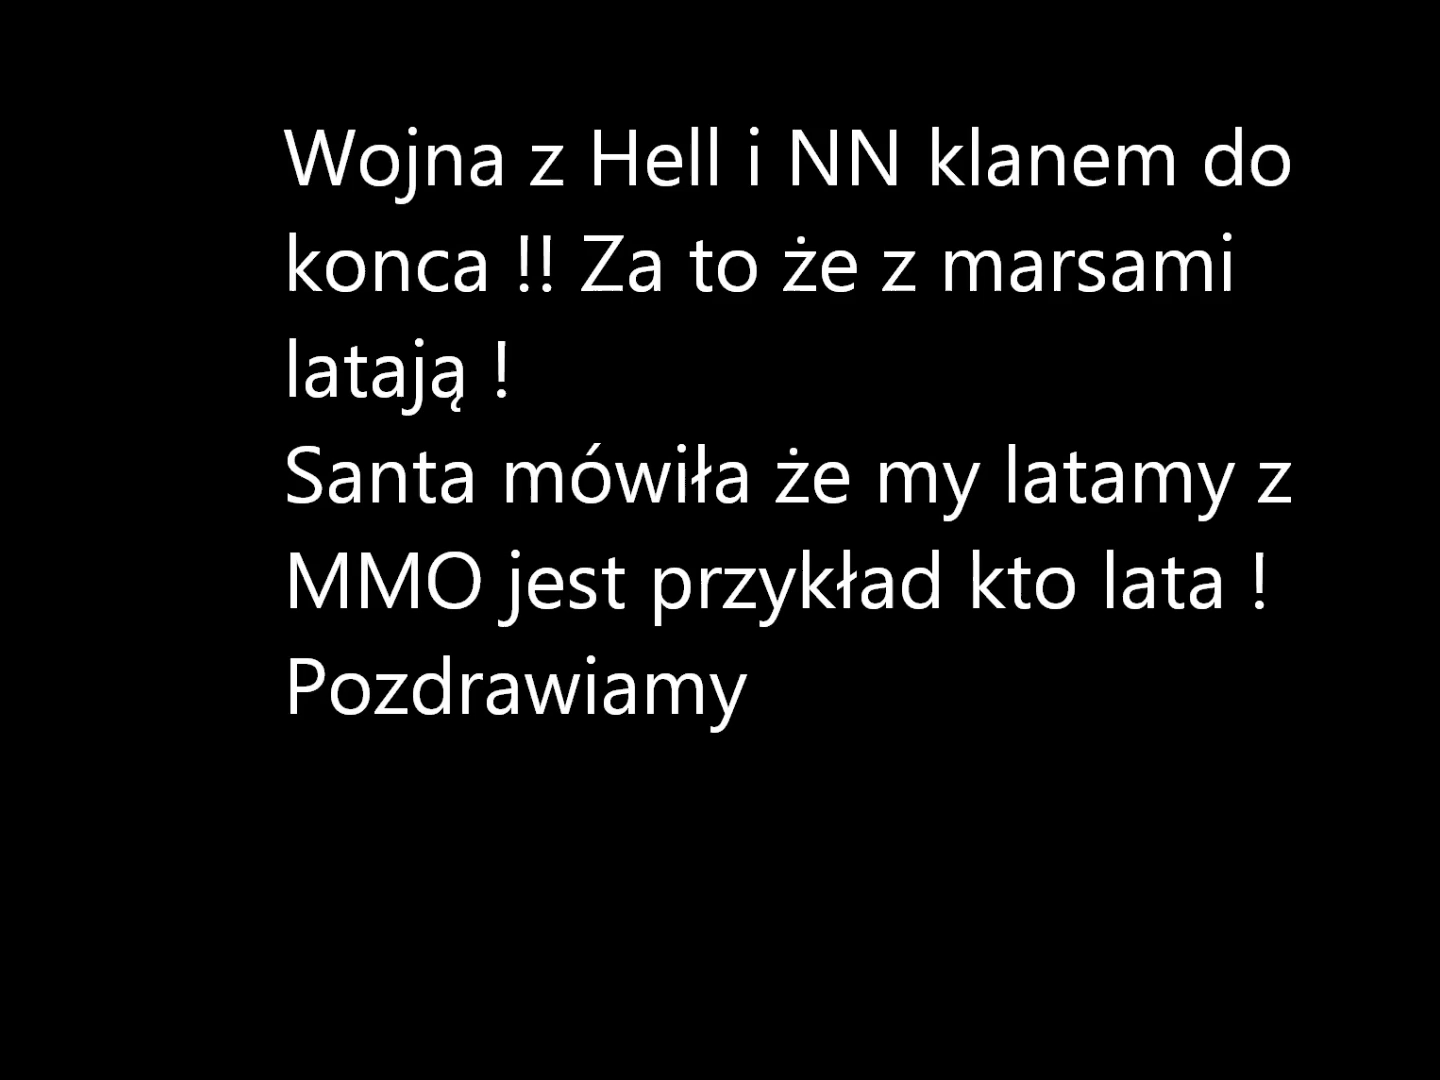 Wojna z Hell i NN klanem do
konca !! Za to że z marsami
latają !
Santa mówiła że my latamy z
MMO jest przykład kto lata !
Pozdrawiamy